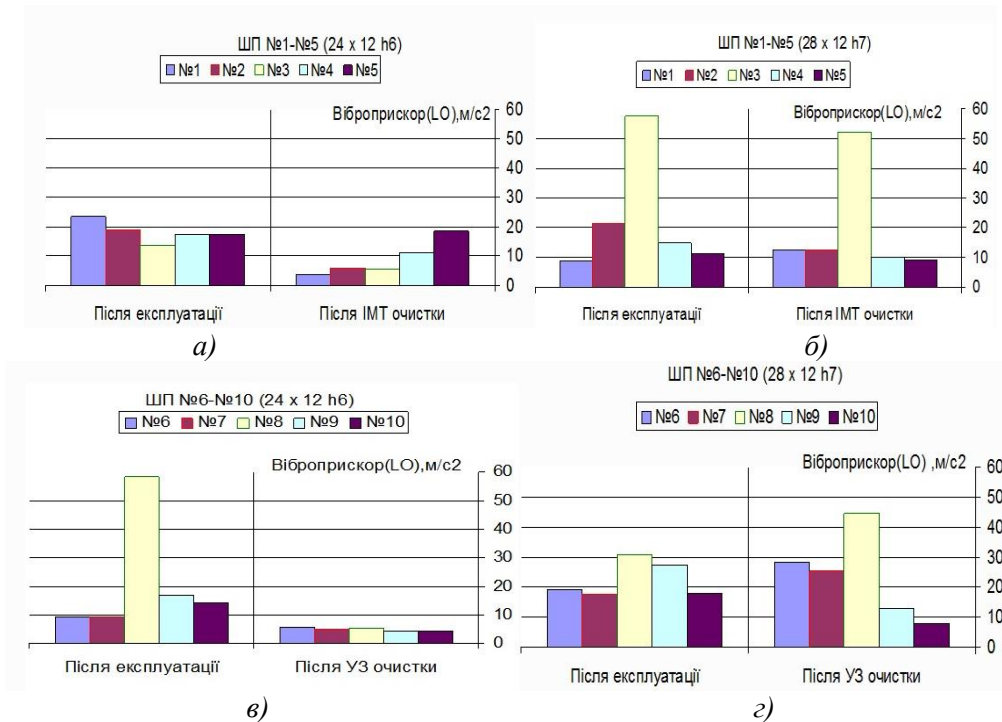 ШП №1-№5 (24 x 12 h6)
№1 №2 №3 №4 №5
Віброприскор(LO),м/с2
60
50
40
30
20
10
0
Після експлуатації Після ІМТ очистки
а)
ШП №1-№5 (28 x 12 h7)
№1 №2 №3 №4 №5
Віброприскор(LO),м/с2
60
50
40
30
20
10
0
Після експлуатації Після ІМТ очистки
б)
ШП №6-№10 (24 x 12 h6)
№6 №7 №8 №9 №10
Віброприскор(LO),м/с2
60
50
40
30
20
10
0
Після експлуатації Після УЗ очистки
в)
ШП №6-№10 (28 x 12 h7)
№6 №7 №8 №9 №10
Віброприскор(LO) ,м/с2
60
50
40
30
20
10
0
Після експлуатації Після УЗ очистки
г)